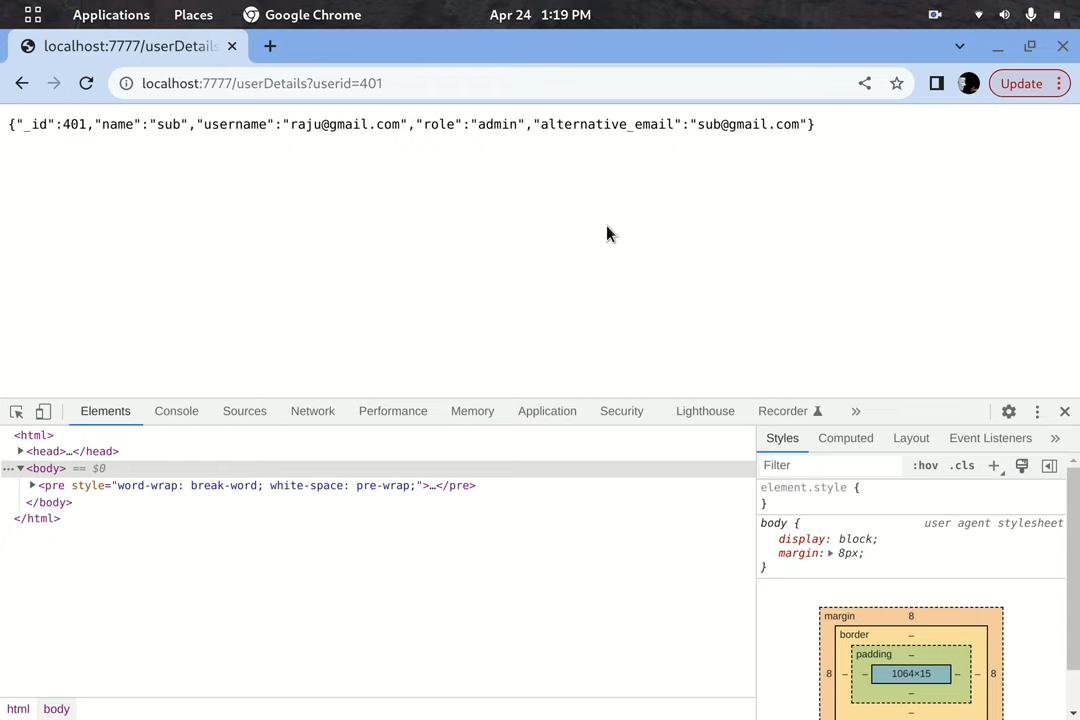 Applications Places Google Chrome Apr 24 1:19 PM
localhost:7777/userDetails
localhost:7777/userDetails?userid=401 Update
{"_id":401,"name":"sub","username":"raju@gmail.com","role":"admin","alternative_email":"sub@gmail.com"}
Elements Console Sources Network Performance Memory Application Security Lighthouse Recorder »
<html>
<head>…</head>
<body> == $0
<pre style="word-wrap: break-word; white-space: pre-wrap;">…</pre>
</body>
</html>
Styles Computed Layout Event Listeners »
Filter :hov .cls +
element.style {
}
body { user agent stylesheet
display: block;
margin: 8px;
}
margin 8
border –
padding –
8 – – 1064×15 – – 8
–
–
html body